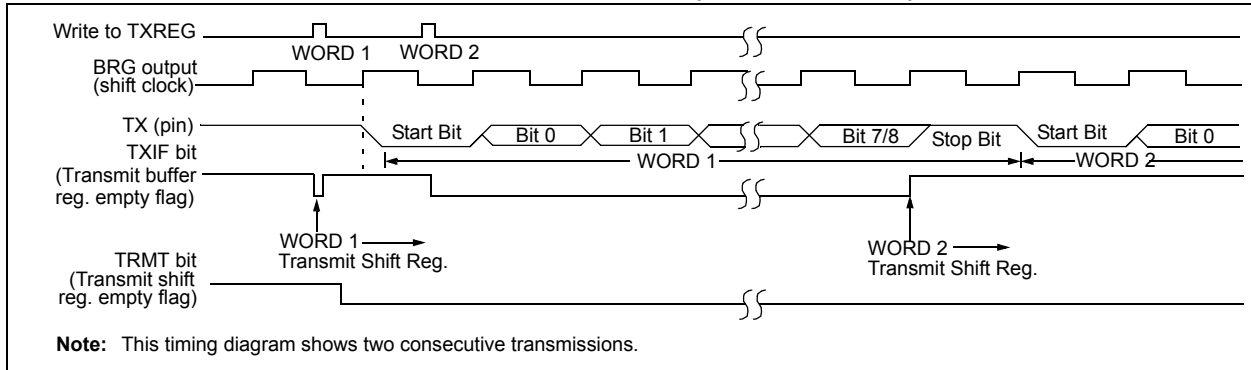 Write to TXREG
WORD 1
WORD 2
BRG output
(shift clock)
TX (pin)
Start Bit
Bit 0
Bit 1
Bit 7/8
Stop Bit
Start Bit
Bit 0
WORD 1
WORD 2
TXIF bit
(Transmit buffer
reg. empty flag)
WORD 1
Transmit Shift Reg.
WORD 2
Transmit Shift Reg.
TRMT bit
(Transmit shift
reg. empty flag)
Note: This timing diagram shows two consecutive transmissions.